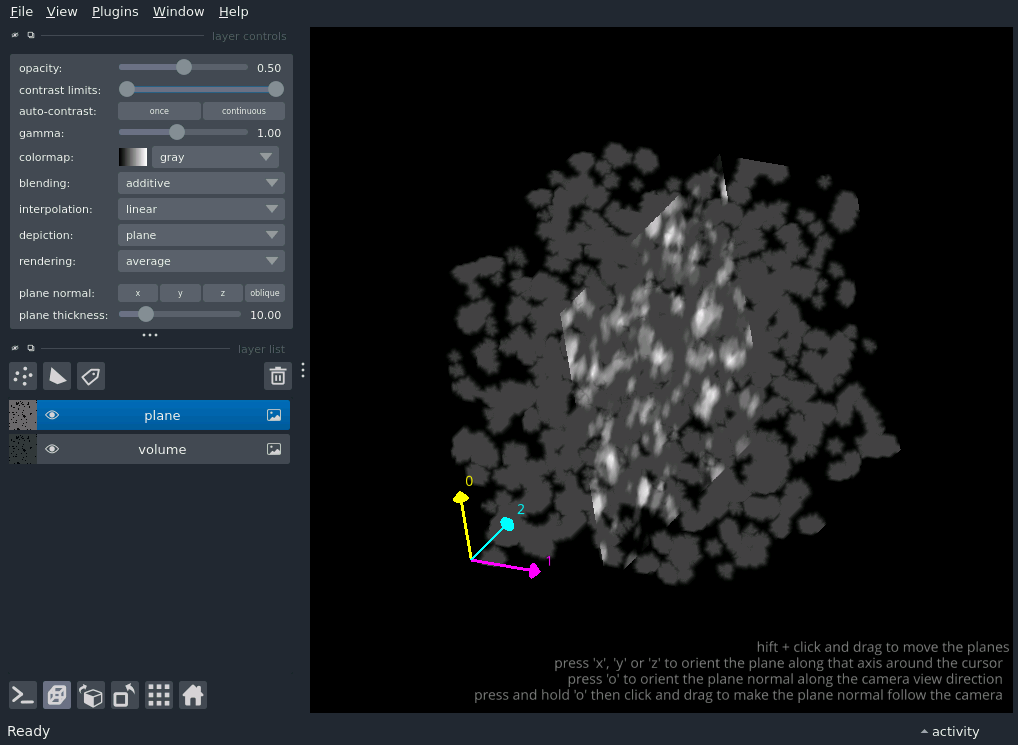 File View Plugins Window Help
layer controls
opacity: 0.50
contrast limits:
auto-contrast: once continuous
gamma: 1.00
colormap: gray
blending: additive
interpolation: linear
depiction: plane
rendering: average
plane normal: x y z oblique
plane thickness: 10.00
layer list
plane
volume
0
2
1
hift + click and drag to move the planes
press 'x', 'y' or 'z' to orient the plane along that axis around the cursor
press 'o' to orient the plane normal along the camera view direction
press and hold 'o' then click and drag to make the plane normal follow the camera
Ready activity